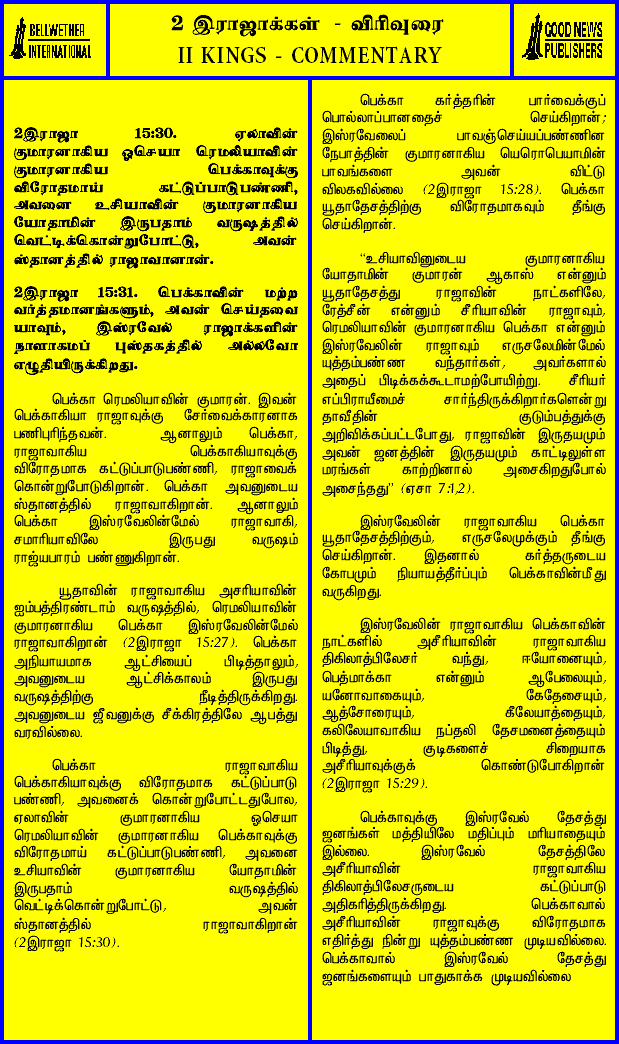 BELLWETHER
INTERNATIONAL
2 இராஜாக்கள் - விரிவுரை
II KINGS - COMMENTARY
GOOD NEWS
PUBLISHERS
2இராஜா 15:30. ஏலாவின்
குமாரனாகிய ஓசெயா ரெமலியாவின்
குமாரனாகிய பெக்காவுக்கு
விரோதமாய் கட்டுப்பாடுபண்ணி,
அவனை உசியாவின் குமாரனாகிய
யோதாமின் இருபதாம் வருஷத்தில்
வெட்டிக்கொன்றுபோட்டு, அவன்
ஸ்தானத்தில் ராஜாவானான்.
2இராஜா 15:31. பெக்காவின் மற்ற
வர்த்தமானங்களும், அவன் செய்தவை
யாவும், இஸ்ரவேல் ராஜாக்களின்
நாளாகமப் புஸ்தகத்தில் அல்லவோ
எழுதியிருக்கிறது.
பெக்கா ரெமலியாவின் குமாரன். இவன்
பெக்காகியா ராஜாவுக்கு சேர்வைக்காரனாக
பணிபுரிந்தவன். ஆனாலும் பெக்கா,
ராஜாவாகிய பெக்காகியாவுக்கு
விரோதமாக கட்டுப்பாடுபண்ணி, ராஜாவைக்
கொன்றுபோடுகிறான். பெக்கா அவனுடைய
ஸ்தானத்தில் ராஜாவாகிறான். ஆனாலும்
பெக்கா இஸ்ரவேலின்மேல் ராஜாவாகி,
சமாரியாவிலே இருபது வருஷம்
ராஜ்யபாரம் பண்ணுகிறான்.
யூதாவின் ராஜாவாகிய அசரியாவின்
ஐம்பத்திரண்டாம் வருஷத்தில், ரெமலியாவின்
குமாரனாகிய பெக்கா இஸ்ரவேலின்மேல்
ராஜாவாகிறான் (2இராஜா 15:27). பெக்கா
அநியாயமாக ஆட்சியைப் பிடித்தாலும்,
அவனுடைய ஆட்சிக்காலம் இருபது
வருஷத்திற்கு நீடித்திருக்கிறது.
அவனுடைய ஜீவனுக்கு சீக்கிரத்திலே ஆபத்து
வரவில்லை.
பெக்கா ராஜாவாகிய
பெக்காகியாவுக்கு விரோதமாக கட்டுப்பாடு
பண்ணி, அவனைக் கொன்றுபோட்டதுபோல,
ஏலாவின் குமாரனாகிய ஓசெயா
ரெமலியாவின் குமாரனாகிய பெக்காவுக்கு
விரோதமாய் கட்டுப்பாடுபண்ணி, அவனை
உசியாவின் குமாரனாகிய யோதாமின்
இருபதாம் வருஷத்தில்
வெட்டிக்கொன்றுபோட்டு, அவன்
ஸ்தானத்தில் ராஜாவாகிறான்
(2இராஜா 15:30).
பெக்கா கர்த்தரின் பார்வைக்குப்
பொல்லாப்பானதைச் செய்கிறான்;
இஸ்ரவேலைப் பாவஞ்செய்யப்பண்ணின
நேபாத்தின் குமாரனாகிய யெரொபெயாமின்
பாவங்களை அவன் விட்டு
விலகவில்லை (2இராஜா 15:28). பெக்கா
யூதாதேசத்திற்கு விரோதமாகவும் தீங்கு
செய்கிறான்.
“உசியாவினுடைய குமாரனாகிய
யோதாமின் குமாரன் ஆகாஸ் என்னும்
யூதாதேசத்து ராஜாவின் நாட்களிலே,
ரேத்சீன் என்னும் சீரியாவின் ராஜாவும்,
ரெமலியாவின் குமாரனாகிய பெக்கா என்னும்
இஸ்ரவேலின் ராஜாவும் எருசலேமின்மேல்
யுத்தம்பண்ண வந்தார்கள், அவர்களால்
அதைப் பிடிக்கக்கூடாமற்போயிற்று. சீரியர்
எப்பிராயீமைச் சார்ந்திருக்கிறார்களென்று
தாவீதின் குடும்பத்துக்கு
அறிவிக்கப்பட்டபோது, ராஜாவின் இருதயமும்
அவன் ஜனத்தின் இருதயமும் காட்டிலுள்ள
மரங்கள் காற்றினால் அசைகிறதுபோல்
அசைந்தது” (ஏசா 7:1,2).
இஸ்ரவேலின் ராஜாவாகிய பெக்கா
யூதாதேசத்திற்கும், எருசலேமுக்கும் தீங்கு
செய்கிறான். இதனால் கர்த்தருடைய
கோபமும் நியாயத்தீர்ப்பும் பெக்காவின்மீது
வருகிறது.
இஸ்ரவேலின் ராஜாவாகிய பெக்காவின்
நாட்களில் அசீரியாவின் ராஜாவாகிய
திகிலாத்பிலேசர் வந்து, ஈயோனையும்,
பெத்மாக்கா என்னும் ஆபேலையும்,
யனோவாகையும், கேதேசையும்,
ஆத்சோரையும், கீலேயாத்தையும்,
கலிலேயாவாகிய நப்தலி தேசமனைத்தையும்
பிடித்து, குடிகளைச் சிறையாக
அசீரியாவுக்குக் கொண்டுபோகிறான்
(2இராஜா 15:29).
பெக்காவுக்கு இஸ்ரவேல் தேசத்து
ஜனங்கள் மத்தியிலே மதிப்பும் மரியாதையும்
இல்லை. இஸ்ரவேல் தேசத்திலே
அசீரியாவின் ராஜாவாகிய
திகிலாத்பிலேசருடைய கட்டுப்பாடு
அதிகரித்திருக்கிறது. பெக்காவால்
அசீரியாவின் ராஜாவுக்கு விரோதமாக
எதிர்த்து நின்று யுத்தம்பண்ண முடியவில்லை.
பெக்காவால் இஸ்ரவேல் தேசத்து
ஜனங்களையும் பாதுகாக்க முடியவில்லை